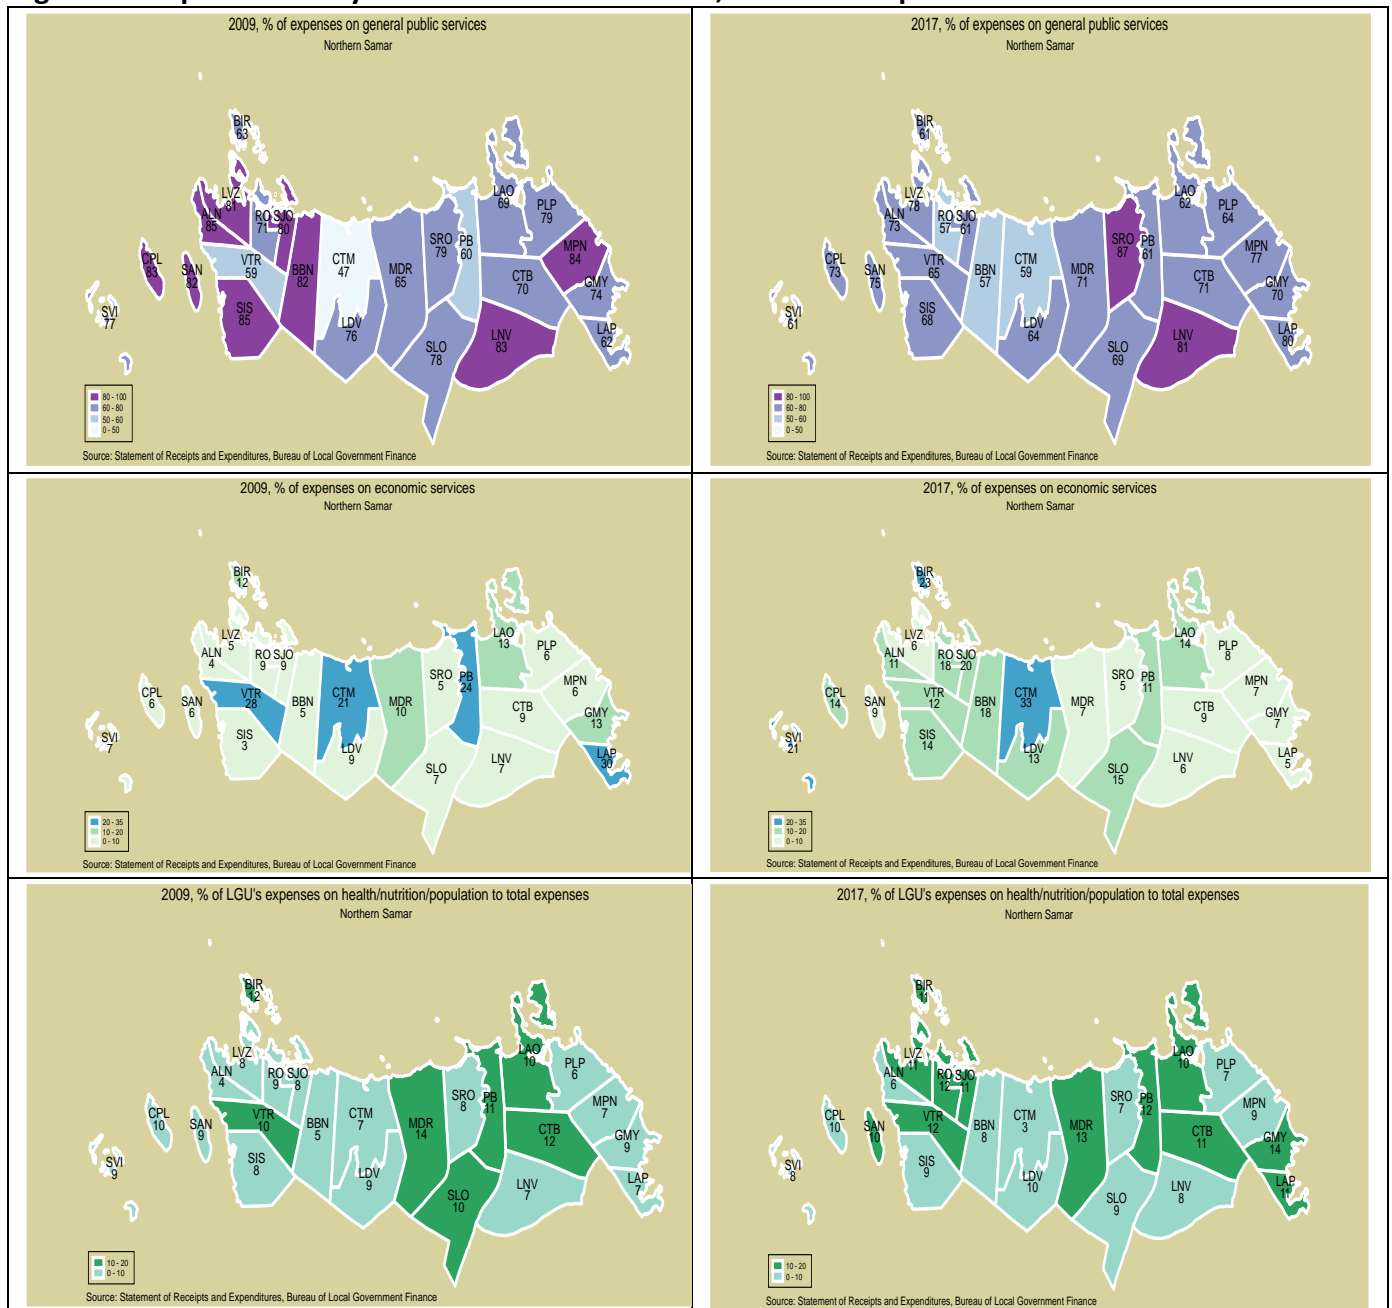 2009, % of expenses on general public services
Northern Samar
BIR
63
LVZ
81
ALN
85
RO SJO
71 80
CPL
83
SAN
82
VTR
59
BBN
82
CTM
47
MDR
65
SRO
79
PB
60
LAO
69
PLP
79
MPN
84
CTB
70
GMY
74
SVI
77
SIS
85
LDV
76
SLO
78
LNV
83
LAP
62
80 - 100
60 - 80
50 - 60
0 - 50
Source: Statement of Receipts and Expenditures, Bureau of Local Government Finance
2017, % of expenses on general public services
Northern Samar
BIR
61
LVZ
78
ALN
73
RO SJO
57 61
CPL
73
SAN
75
VTR
65
BBN
57
CTM
59
MDR
71
SRO
87
PB
61
LAO
62
PLP
64
MPN
77
CTB
71
GMY
70
SVI
61
SIS
68
LDV
64
SLO
69
LNV
81
LAP
80
80 - 100
60 - 80
50 - 60
0 - 50
Source: Statement of Receipts and Expenditures, Bureau of Local Government Finance
2009, % of expenses on economic services
Northern Samar
BIR
12
LVZ
5
ALN
4
RO SJO
9 9
CPL
6
SAN
6
VTR
28
BBN
5
CTM
21
MDR
10
SRO
5
PB
24
LAO
13
PLP
6
MPN
6
CTB
9
GMY
13
SVI
7
SIS
3
LDV
9
SLO
7
LNV
7
LAP
30
20 - 35
10 - 20
0 - 10
Source: Statement of Receipts and Expenditures, Bureau of Local Government Finance
2017, % of expenses on economic services
Northern Samar
BIR
23
LVZ
6
ALN
11
RO SJO
18 20
CPL
14
SAN
9
VTR
12
BBN
18
CTM
33
MDR
7
SRO
5
PB
11
LAO
14
PLP
8
MPN
7
CTB
9
GMY
7
SVI
21
SIS
14
LDV
13
SLO
15
LNV
6
LAP
5
20 - 35
10 - 20
0 - 10
Source: Statement of Receipts and Expenditures, Bureau of Local Government Finance
2009, % of LGU's expenses on health/nutrition/population to total expenses
Northern Samar
BIR
12
LVZ
8
ALN
4
RO SJO
9 8
CPL
10
SAN
9
VTR
10
BBN
5
CTM
7
MDR
14
SRO
8
PB
11
LAO
10
PLP
6
MPN
7
CTB
12
GMY
9
SVI
9
SIS
8
LDV
9
SLO
10
LNV
7
LAP
7
10 - 20
0 - 10
Source: Statement of Receipts and Expenditures, Bureau of Local Government Finance
2017, % of LGU's expenses on health/nutrition/population to total expenses
Northern Samar
BIR
11
LVZ
11
ALN
6
RO SJO
12 11
CPL
10
SAN
10
VTR
12
BBN
8
CTM
3
MDR
13
SRO
7
PB
12
LAO
10
PLP
7
MPN
9
CTB
11
GMY
14
SVI
8
SIS
9
LDV
10
SLO
9
LNV
8
LAP
11
10 - 20
0 - 10
Source: Statement of Receipts and Expenditures, Bureau of Local Government Finance